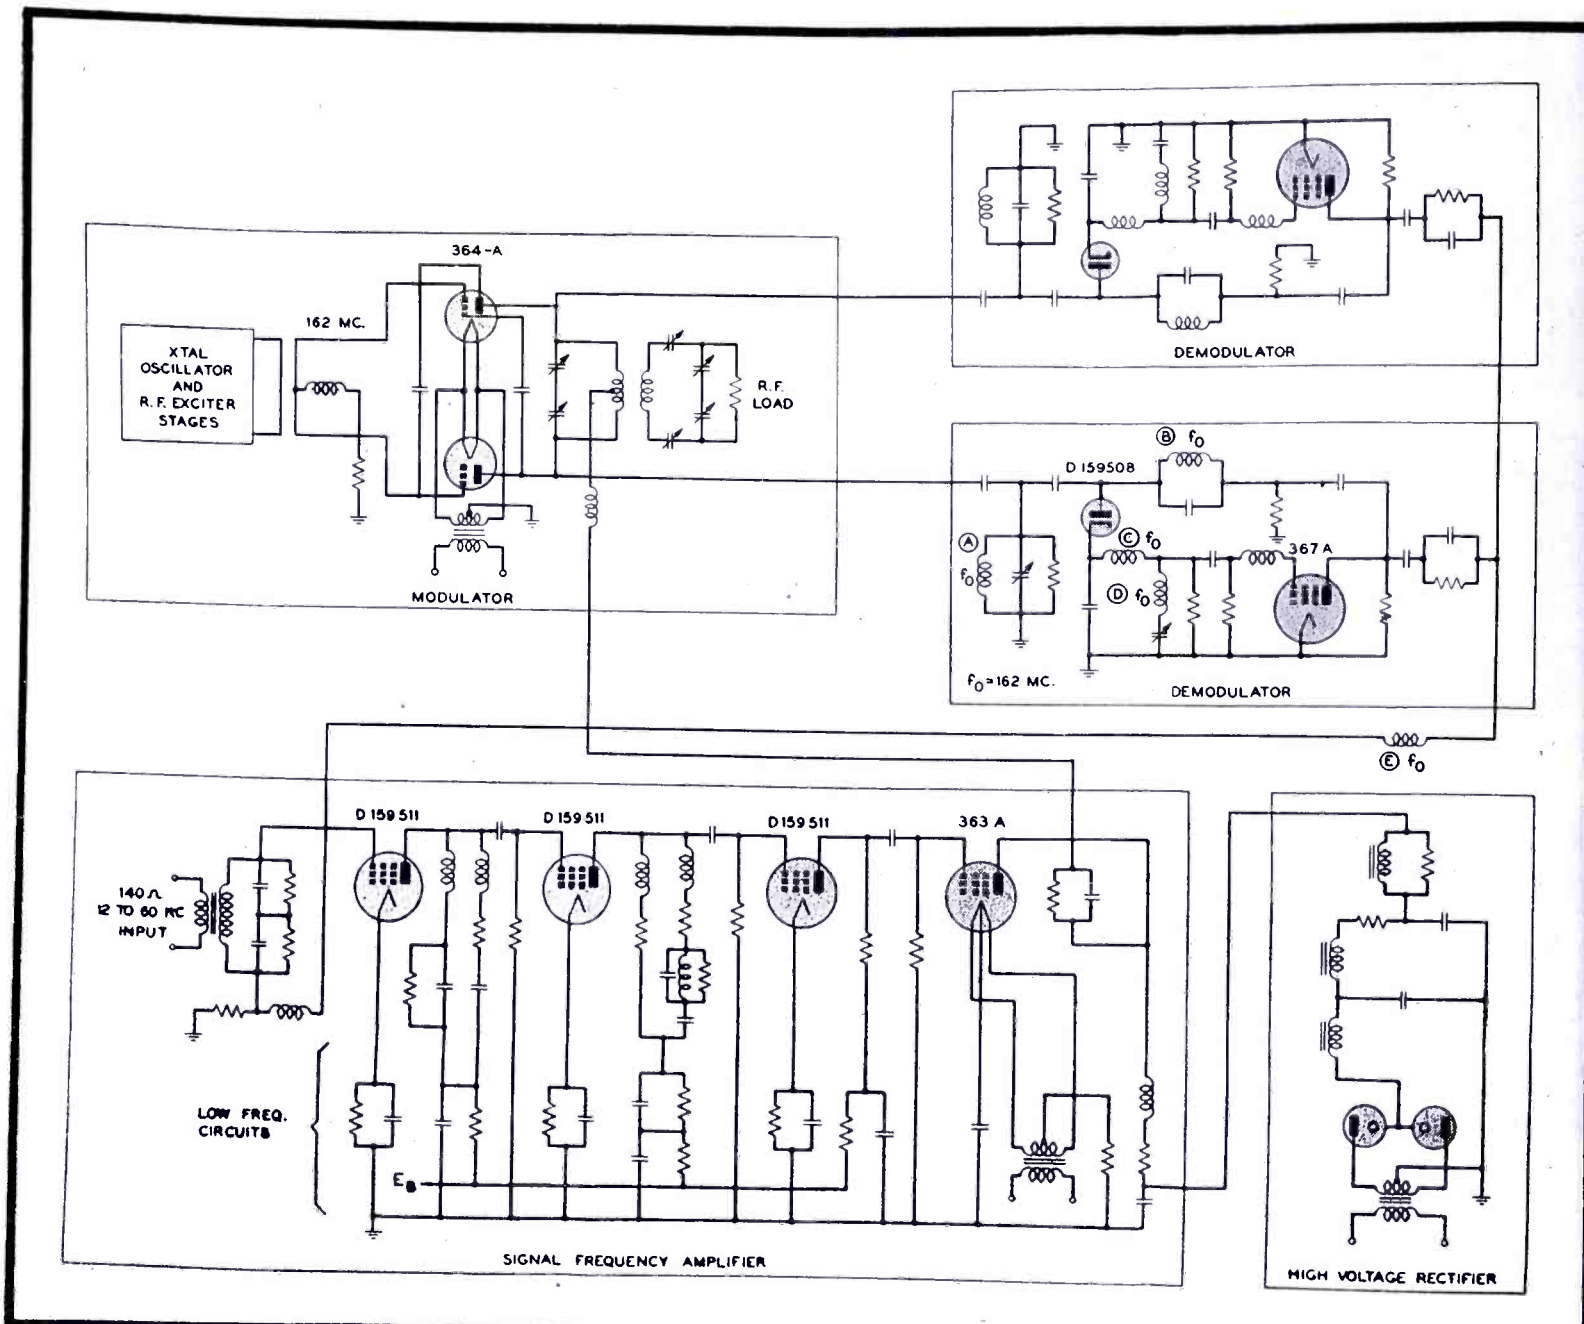 364-A
162 MC.
XTAL
OSCILLATOR
AND
R.F. EXCITER
STAGES
R.F.
LOAD
MODULATOR
DEMODULATOR
B f0
D 159508
A
f0
C f0
D f0
367 A
f0=162 MC.
DEMODULATOR
E f0
D 159 511
D 159 511
D 159 511
363 A
140 Ω
12 TO 60 KC
INPUT
LOW FREQ.
CIRCUITS
EB
SIGNAL FREQUENCY AMPLIFIER
HIGH VOLTAGE RECTIFIER